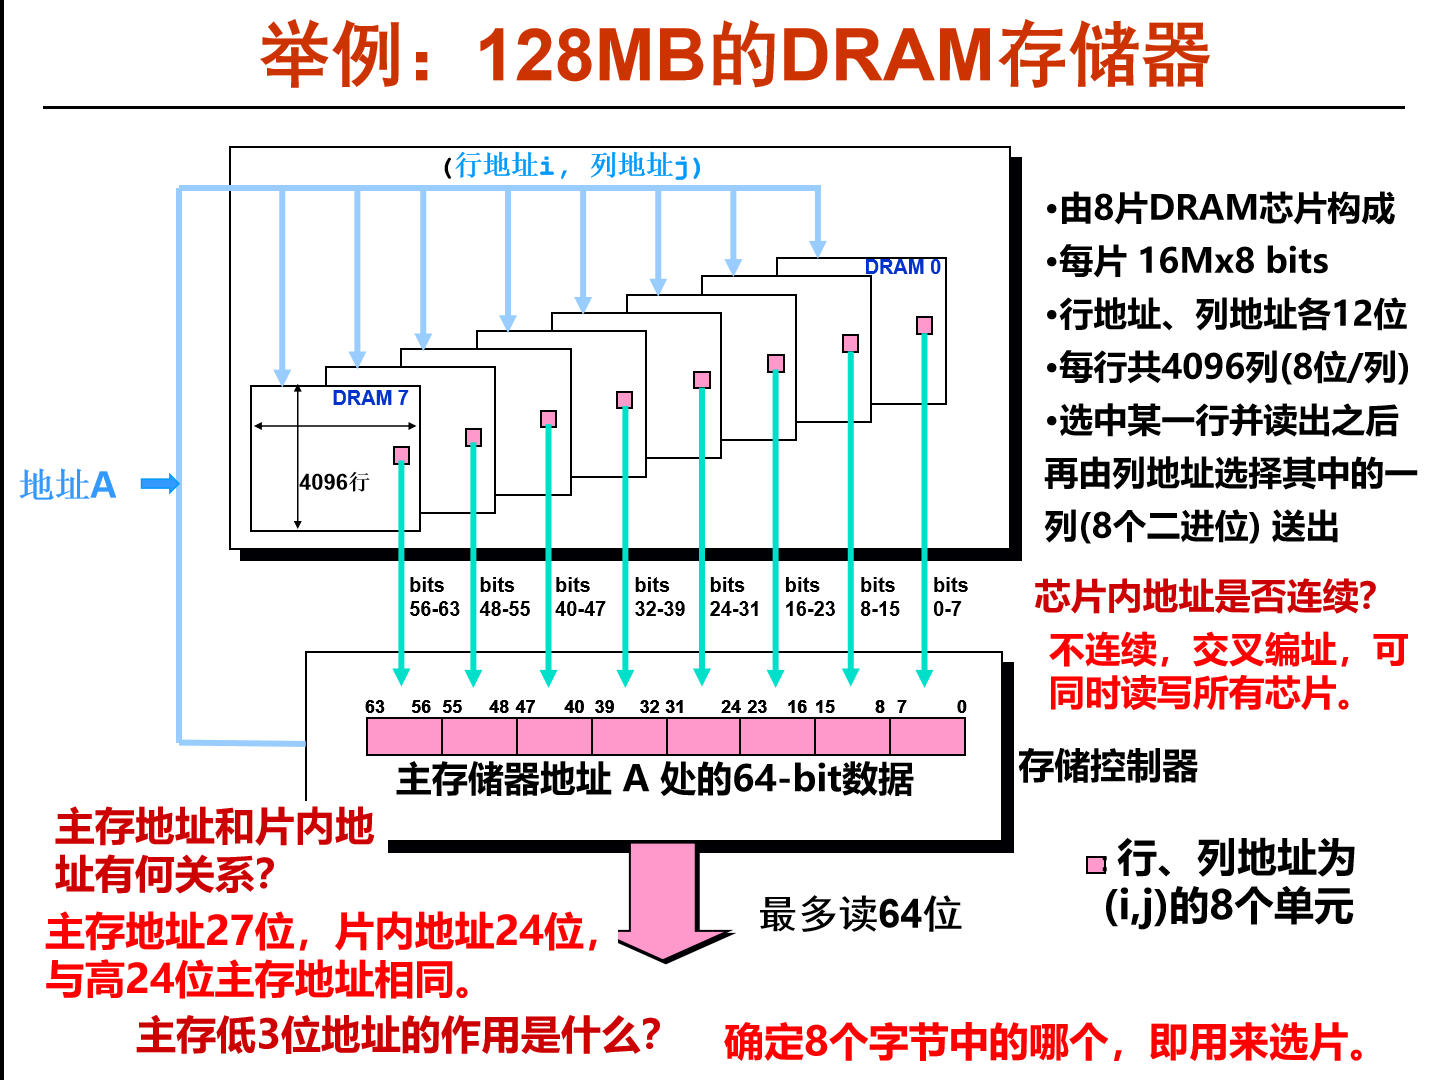 举例：128MB的DRAM存储器
(行地址i, 列地址j)
DRAM 0
DRAM 7
4096行
地址A
•由8片DRAM芯片构成
•每片 16Mx8 bits
•行地址、列地址各12位
•每行共4096列(8位/列)
•选中某一行并读出之后
再由列地址选择其中的一
列(8个二进位) 送出
芯片内地址是否连续？
不连续，交叉编址，可
同时读写所有芯片。
bits bits bits bits bits bits bits bits
56-63 48-55 40-47 32-39 24-31 16-23 8-15 0-7
63 56 55 48 47 40 39 32 31 24 23 16 15 8 7 0
主存储器地址 A 处的64-bit数据
存储控制器
主存地址和片内地
址有何关系？
主存地址27位，片内地址24位，
与高24位主存地址相同。
最多读64位
: 行、列地址为
(i,j)的8个单元
主存低3位地址的作用是什么？
确定8个字节中的哪个，即用来选片。